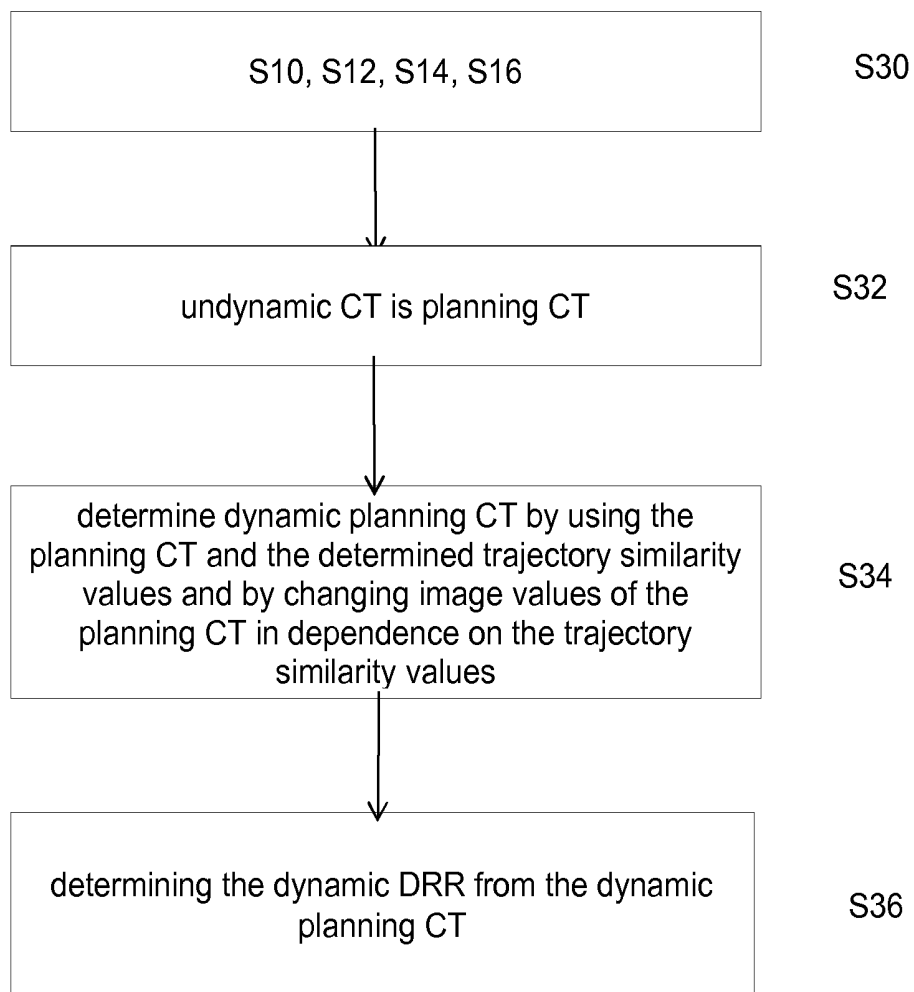 S10, S12, S14, S16
S30
undynamic CT is planning CT
S32
determine dynamic planning CT by using the
planning CT and the determined trajectory similarity
values and by changing image values of the
planning CT in dependence on the trajectory
similarity values
S34
determining the dynamic DRR from the dynamic
planning CT
S36